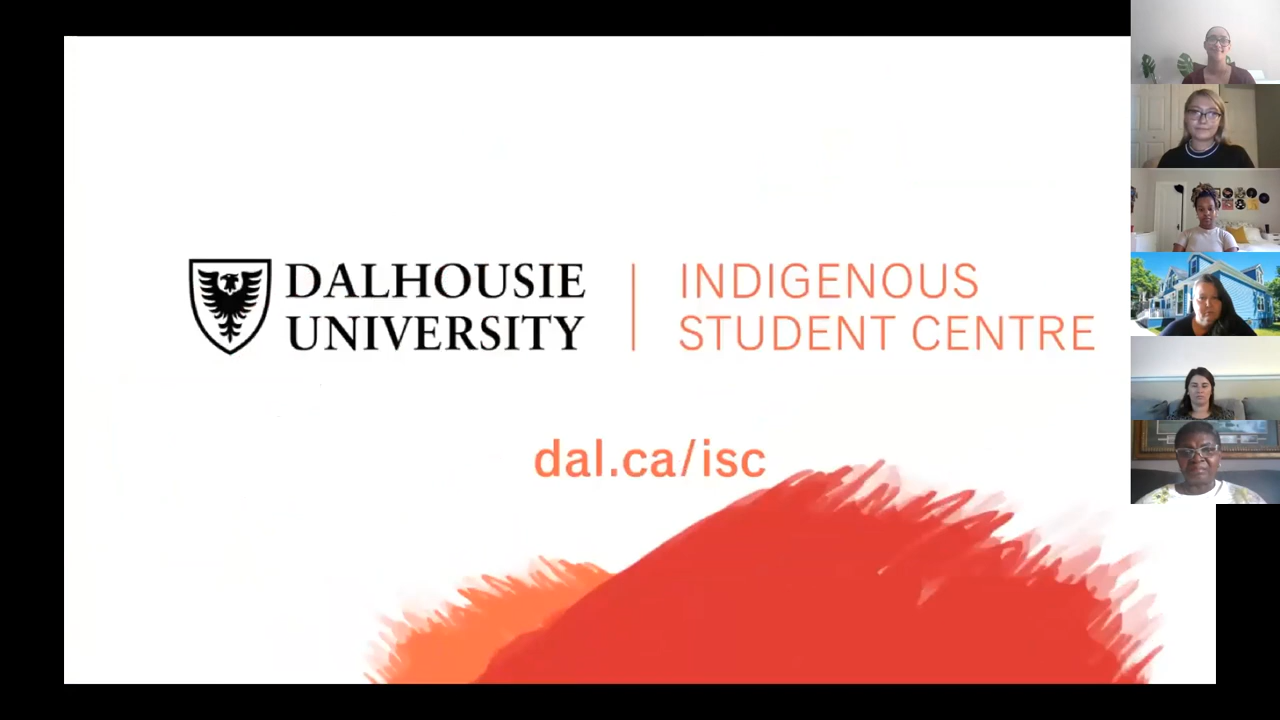 DALHOUSIE
UNIVERSITY
INDIGENOUS
STUDENT CENTRE
dal.ca/isc